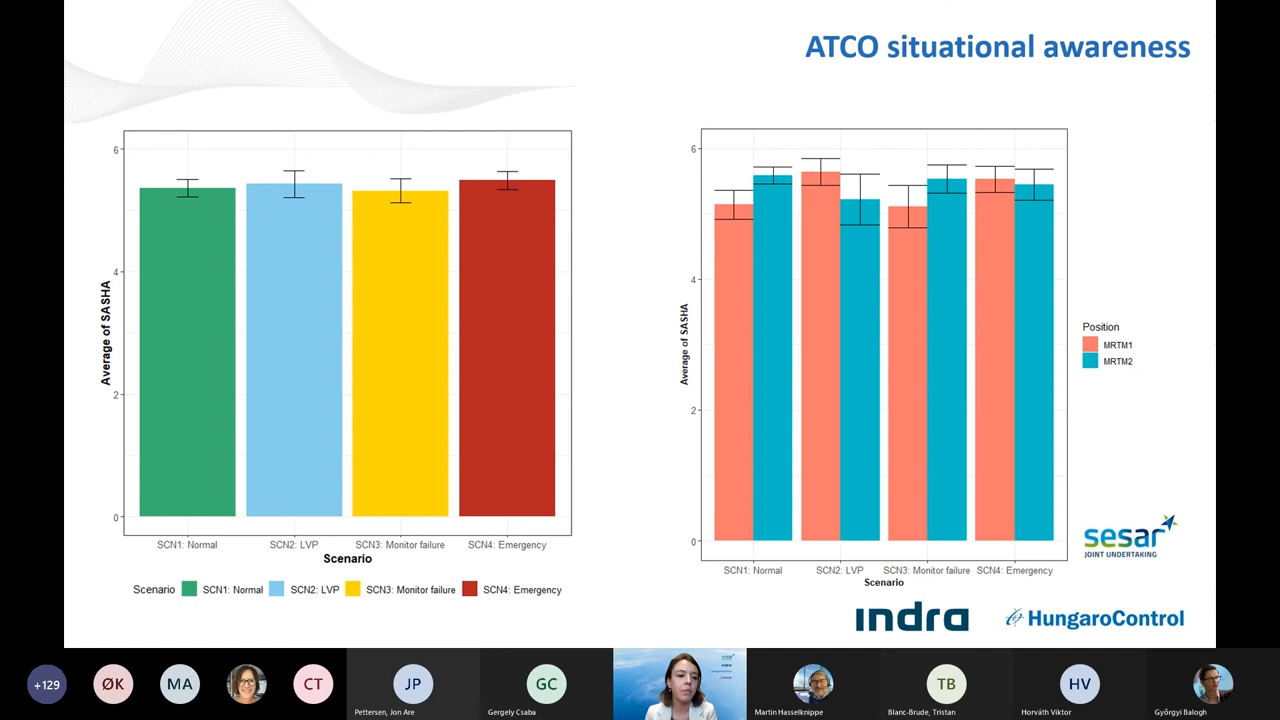 ATCO situational awareness
6
4
2
0
Average of SASHA
SCN1: Normal
SCN2: LVP
SCN3: Monitor failure
SCN4: Emergency
Scenario
Scenario
SCN1: Normal
SCN2: LVP
SCN3: Monitor failure
SCN4: Emergency
6
4
2
0
Average of SASHA
SCN1: Normal
SCN2: LVP
SCN3: Monitor failure
SCN4: Emergency
Scenario
Position
MRTM1
MRTM2
sesar
JOINT UNDERTAKING
indra
HungaroControl
+129
ØK
MA
CT
JP
Pettersen, Jon Are
GC
Gergely Csaba
Martin Hasselknippe
TB
Blanc-Brude, Tristan
HV
Horváth Viktor
Györgyi Balogh